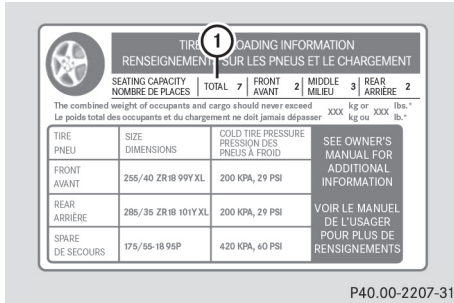 1
TIRE LOADING INFORMATION
RENSEIGNEMENT SUR LES PNEUS ET LE CHARGEMENT
SEATING CAPACITY TOTAL 7 FRONT 2 MIDDLE 3 REAR 2
NOMBRE DE PLACES AVANT MILIEU ARRIÈRE
The combined weight of occupants and cargo should never exceed XXX kg or XXX lbs.*
Le poids total des occupants et du chargement ne doit jamais dépasser kg ou lb.*
TIRE SIZE COLD TIRE PRESSURE
PNEU DIMENSIONS PRESSION DES
PNEUS À FROID
FRONT
AVANT 255/40 ZR18 99Y XL 200 KPA, 29 PSI
REAR
ARRIÈRE 285/35 ZR18 101Y XL 200 KPA, 29 PSI
SPARE
DE SECOURS 175/55-18 95P 420 KPA, 60 PSI
SEE OWNER'S
MANUAL FOR
ADDITIONAL
INFORMATION
VOIR LE MANUEL
DE L'USAGER
POUR PLUS DE
RENSIGNEMENTS
P40.00-2207-31